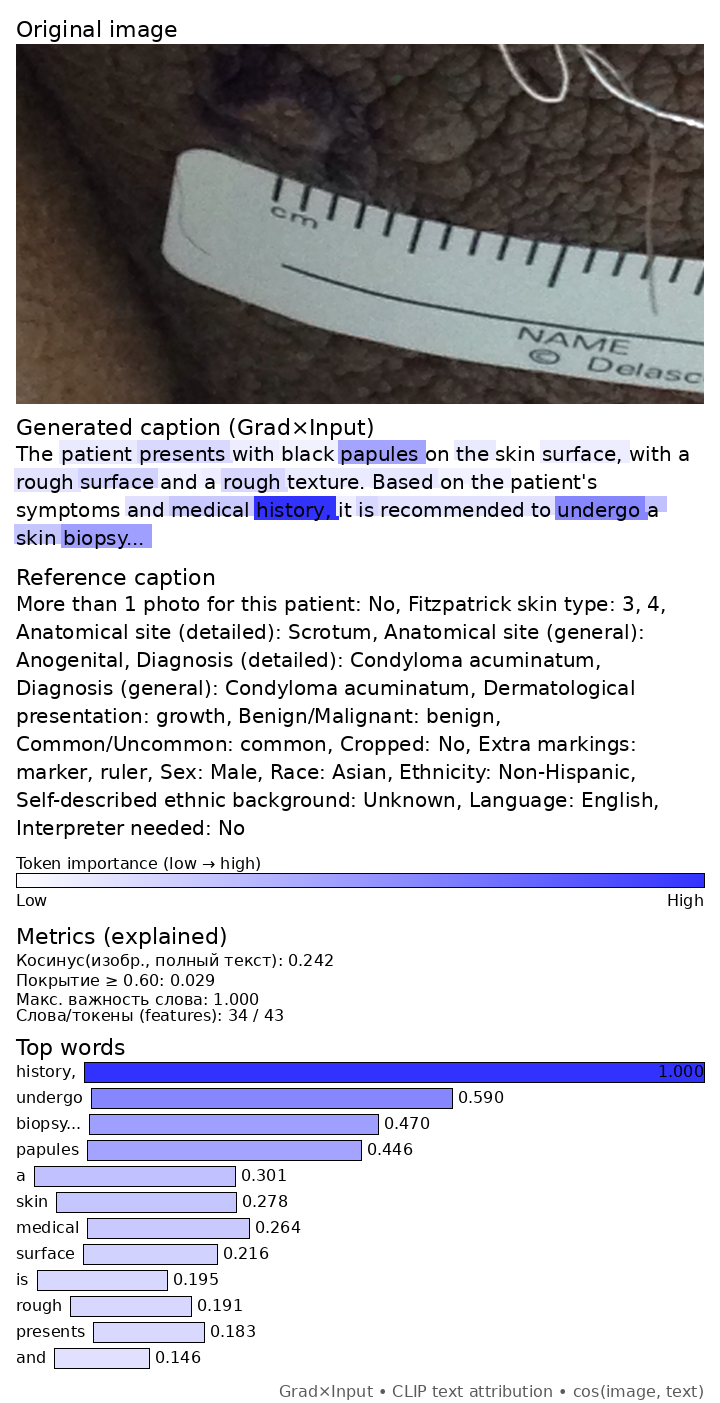 Original image
cm
NAME
© Delasc
Generated caption (Grad×Input)
The patient presents with black papules on the skin surface, with a
rough surface and a rough texture. Based on the patient's
symptoms and medical history, it is recommended to undergo a
skin biopsy...
Reference caption
More than 1 photo for this patient: No, Fitzpatrick skin type: 3, 4,
Anatomical site (detailed): Scrotum, Anatomical site (general):
Anogenital, Diagnosis (detailed): Condyloma acuminatum,
Diagnosis (general): Condyloma acuminatum, Dermatological
presentation: growth, Benign/Malignant: benign,
Common/Uncommon: common, Cropped: No, Extra markings:
marker, ruler, Sex: Male, Race: Asian, Ethnicity: Non-Hispanic,
Self-described ethnic background: Unknown, Language: English,
Interpreter needed: No
Token importance (low → high)
Low High
Metrics (explained)
Косинус(изобр., полный текст): 0.242
Покрытие ≥ 0.60: 0.029
Макс. важность слова: 1.000
Слова/токены (features): 34 / 43
Top words
history, 1.000
undergo 0.590
biopsy... 0.470
papules 0.446
a 0.301
skin 0.278
medical 0.264
surface 0.216
is 0.195
rough 0.191
presents 0.183
and 0.146
Grad×Input • CLIP text attribution • cos(image, text)